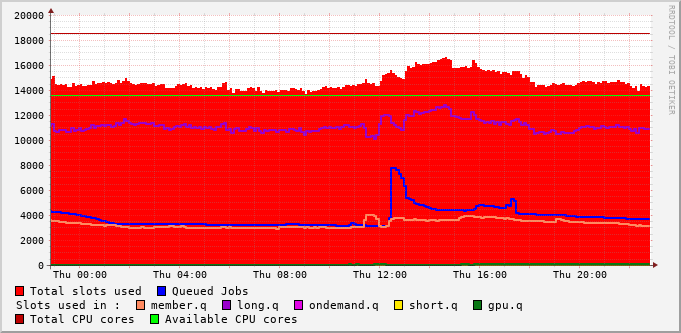 20000
18000
16000
14000
12000
10000
8000
6000
4000
2000
0
Thu 00:00 Thu 04:00 Thu 08:00 Thu 12:00 Thu 16:00 Thu 20:00
Total slots used Queued Jobs
Slots used in : member.q long.q ondemand.q short.q gpu.q
Total CPU cores Available CPU cores
RRDTOOL / TOBI OETIKER